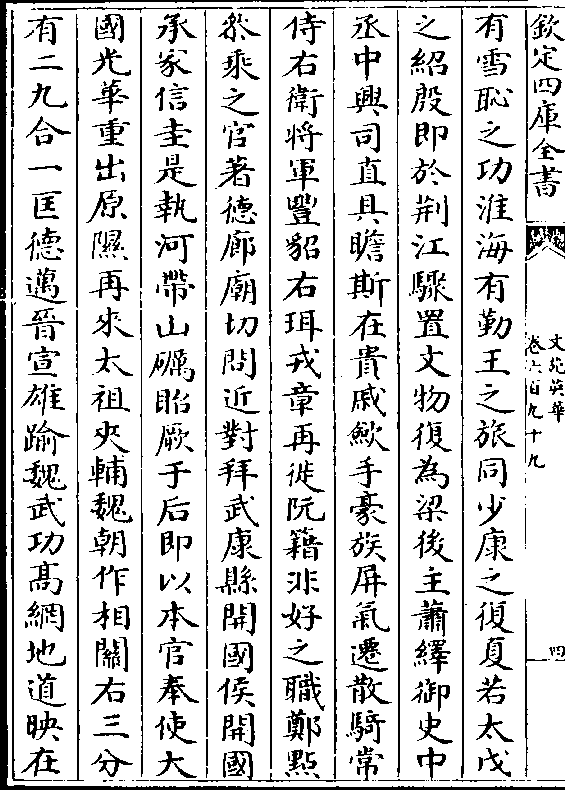 欽定四庫全書
文苑英華
卷六百九十九
四
有雪恥之功淮海有勤王之旅同少康之復夏若太戊
之紹殷即於荆江驟置文物復為梁後主蕭繹御史中
丞中興司直具瞻斯在貴戚斂手豪族屏氣遷散騎常
侍右衛將軍豐貂右珥戎章再徙阮籍非好之職鄭㸃
參乘之官著德廊廟切問近對拜武康縣開國侯開國
承家信圭是執河帶山礪貽厥于后即以本官奉使大
國光華重出原隰再來太祖夾輔魏朝作相關右三分
有二九合一匡德邁晉宣雄踰魏武功髙網地道映在